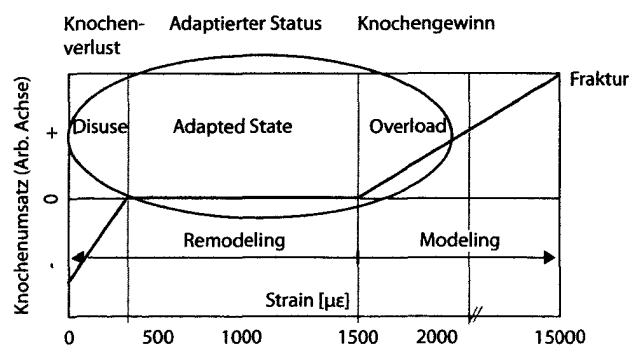 Knochen-
verlust
Adaptierter Status
Knochengewinn
Fraktur
Knochenumsatz (Arb. Achse)
+
0
-
Disuse
Adapted State
Overload
Remodeling
Modeling
Strain [με]
0 500 1000 1500 2000 15000